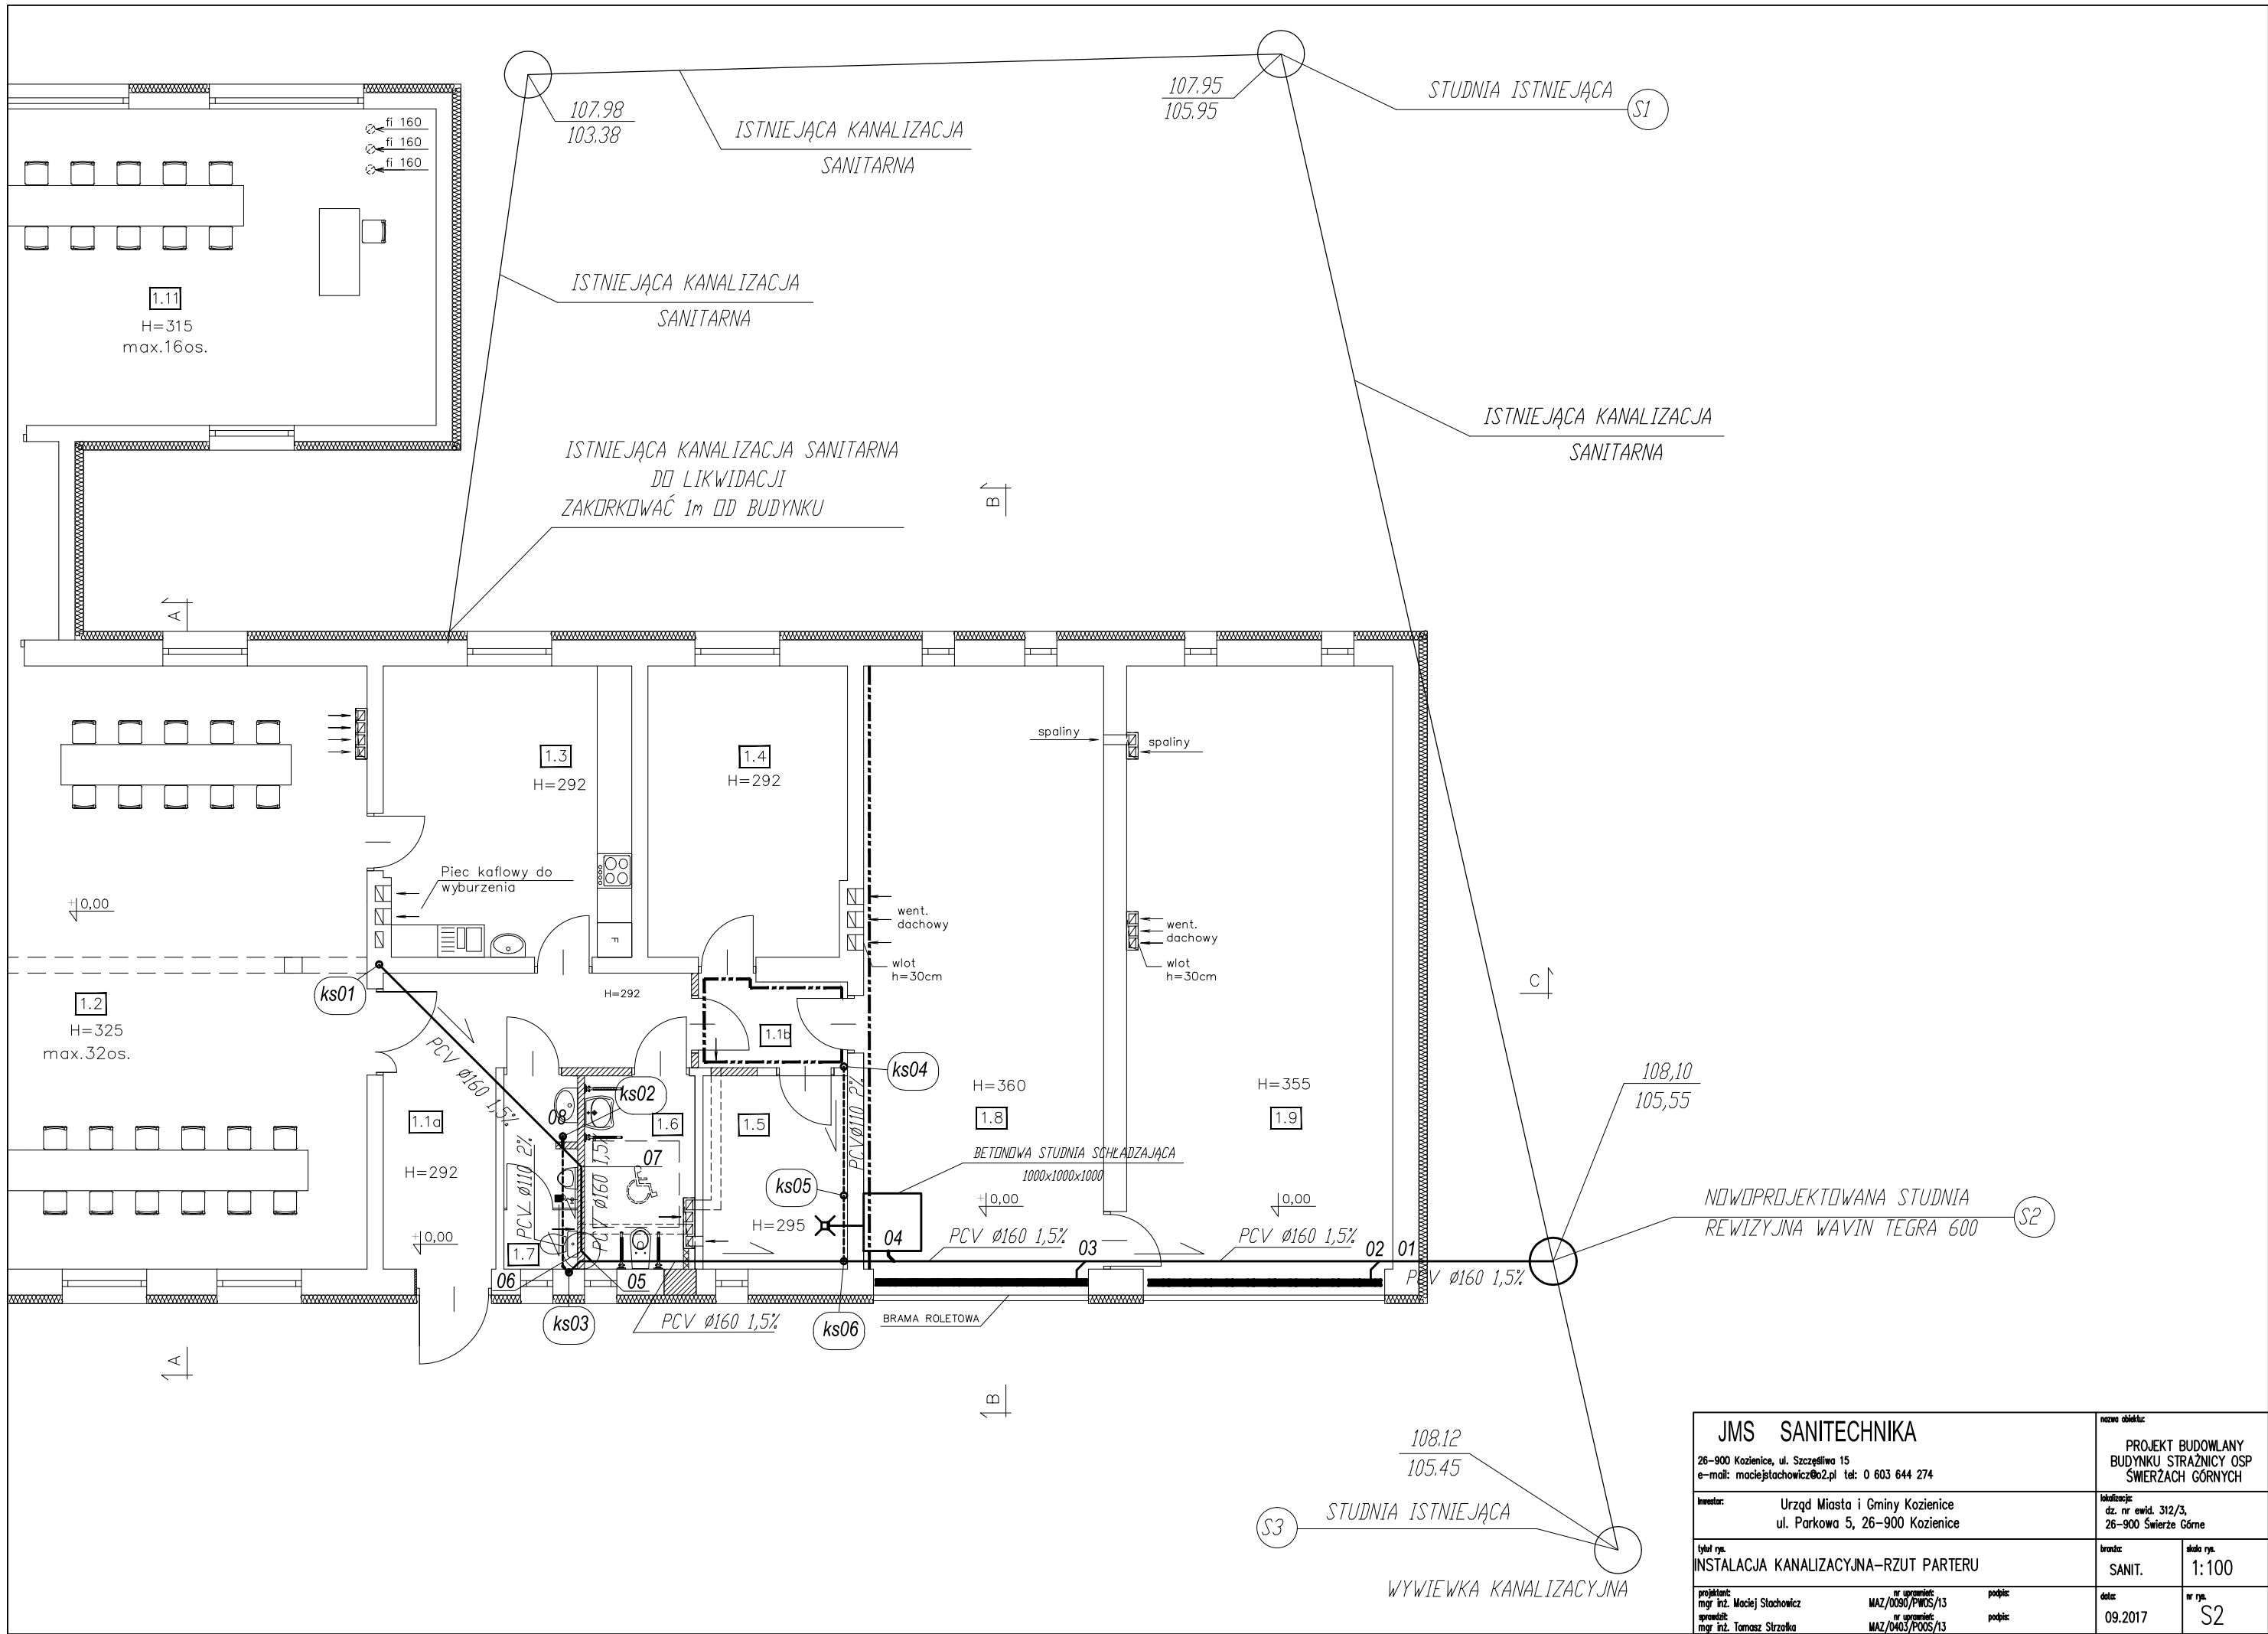 107.98
103.38
ISTNIEJĄCA KANALIZACJA
SANITARNA
107.95
105.95
STUDNIA ISTNIEJĄCA
S1
fi 160
fi 160
fi 160
1.11
H=315
max.16os.
ISTNIEJĄCA KANALIZACJA
SANITARNA
ISTNIEJĄCA KANALIZACJA
SANITARNA
ISTNIEJĄCA KANALIZACJA SANITARNA
DO LIKWIDACJI
ZAKORKOWAĆ 1m OD BUDYNKU
B
A
1.3
H=292
1.4
H=292
spaliny
spaliny
Piec kaflowy do
wyburzenia
0,00
F
went.
dachowy
wlot
h=30cm
went.
dachowy
wlot
h=30cm
ks01
1.2
H=325
max.32os.
H=292
1.1b
C
PCV ø160 1,5%
ks02
ks04
H=360
1.8
H=355
1.9
108,10
105,55
1.1a
H=292
08
1.6
1.5
07
PCV ø110 2%
PCV ø160 1,5%
PCVø110 2%
BETONOWA STUDNIA SCHŁADZAJĄCA
1000x1000x1000
ks05
H=295
0,00
0,00
0,00
NOWOPROJEKTOWANA STUDNIA
REWIZYJNA WAVIN TEGRA 600
S2
1.7
04
PCV ø160 1,5%
03
PCV ø160 1,5%
02
01
PCV ø160 1,5%
06
05
ks03
PCV ø160 1,5%
ks06
BRAMA ROLETOWA
A
B
108.12
105.45
S3
STUDNIA ISTNIEJĄCA
WYWIEWKA KANALIZACYJNA
JMS SANITECHNIKA
26-900 Kozienice, ul. Szczęśliwa 15
e-mail: maciejstachowicz@o2.pl tel: 0 603 644 274
nazwa obiektu:
PROJEKT BUDOWLANY
BUDYNKU STRAŻNICY OSP
ŚWIERŻACH GÓRNYCH
inwestor:
Urząd Miasta i Gminy Kozienice
ul. Parkowa 5, 26-900 Kozienice
lokalizacja:
dz. nr ewid. 312/3,
26-900 Świerże Górne
tytuł rys.
INSTALACJA KANALIZACYJNA-RZUT PARTERU
branża:
SANIT.
skala rys.
1:100
projektant: nr uprawnień: podpis:
mgr inż. Maciej Stachowicz MAZ/0090/PWOS/13
sprawdził: nr uprawnień: podpis:
mgr inż. Tomasz Strzałka MAZ/0403/POOS/13
data:
09.2017
nr rys.
S2